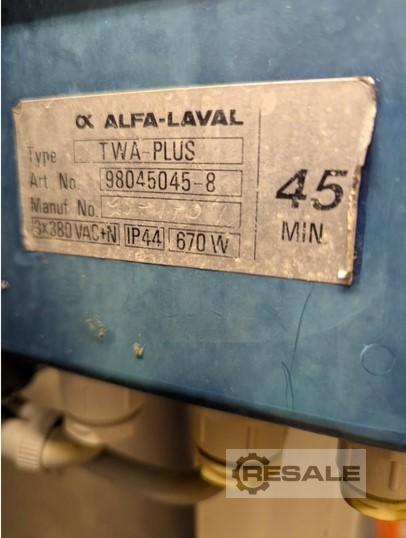 α ALFA-LAVAL
Type TWA-PLUS
Art No. 98045045-8
Manuf No.
3x380 VAC+N IP44 670 W
45
MIN
RESALE